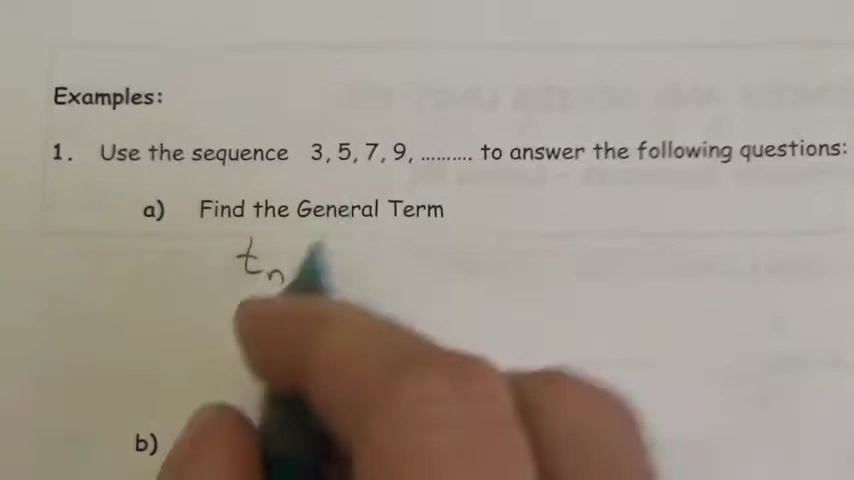 Examples:
1. Use the sequence 3, 5, 7, 9, .......... to answer the following questions:
a) Find the General Term
tn
b)